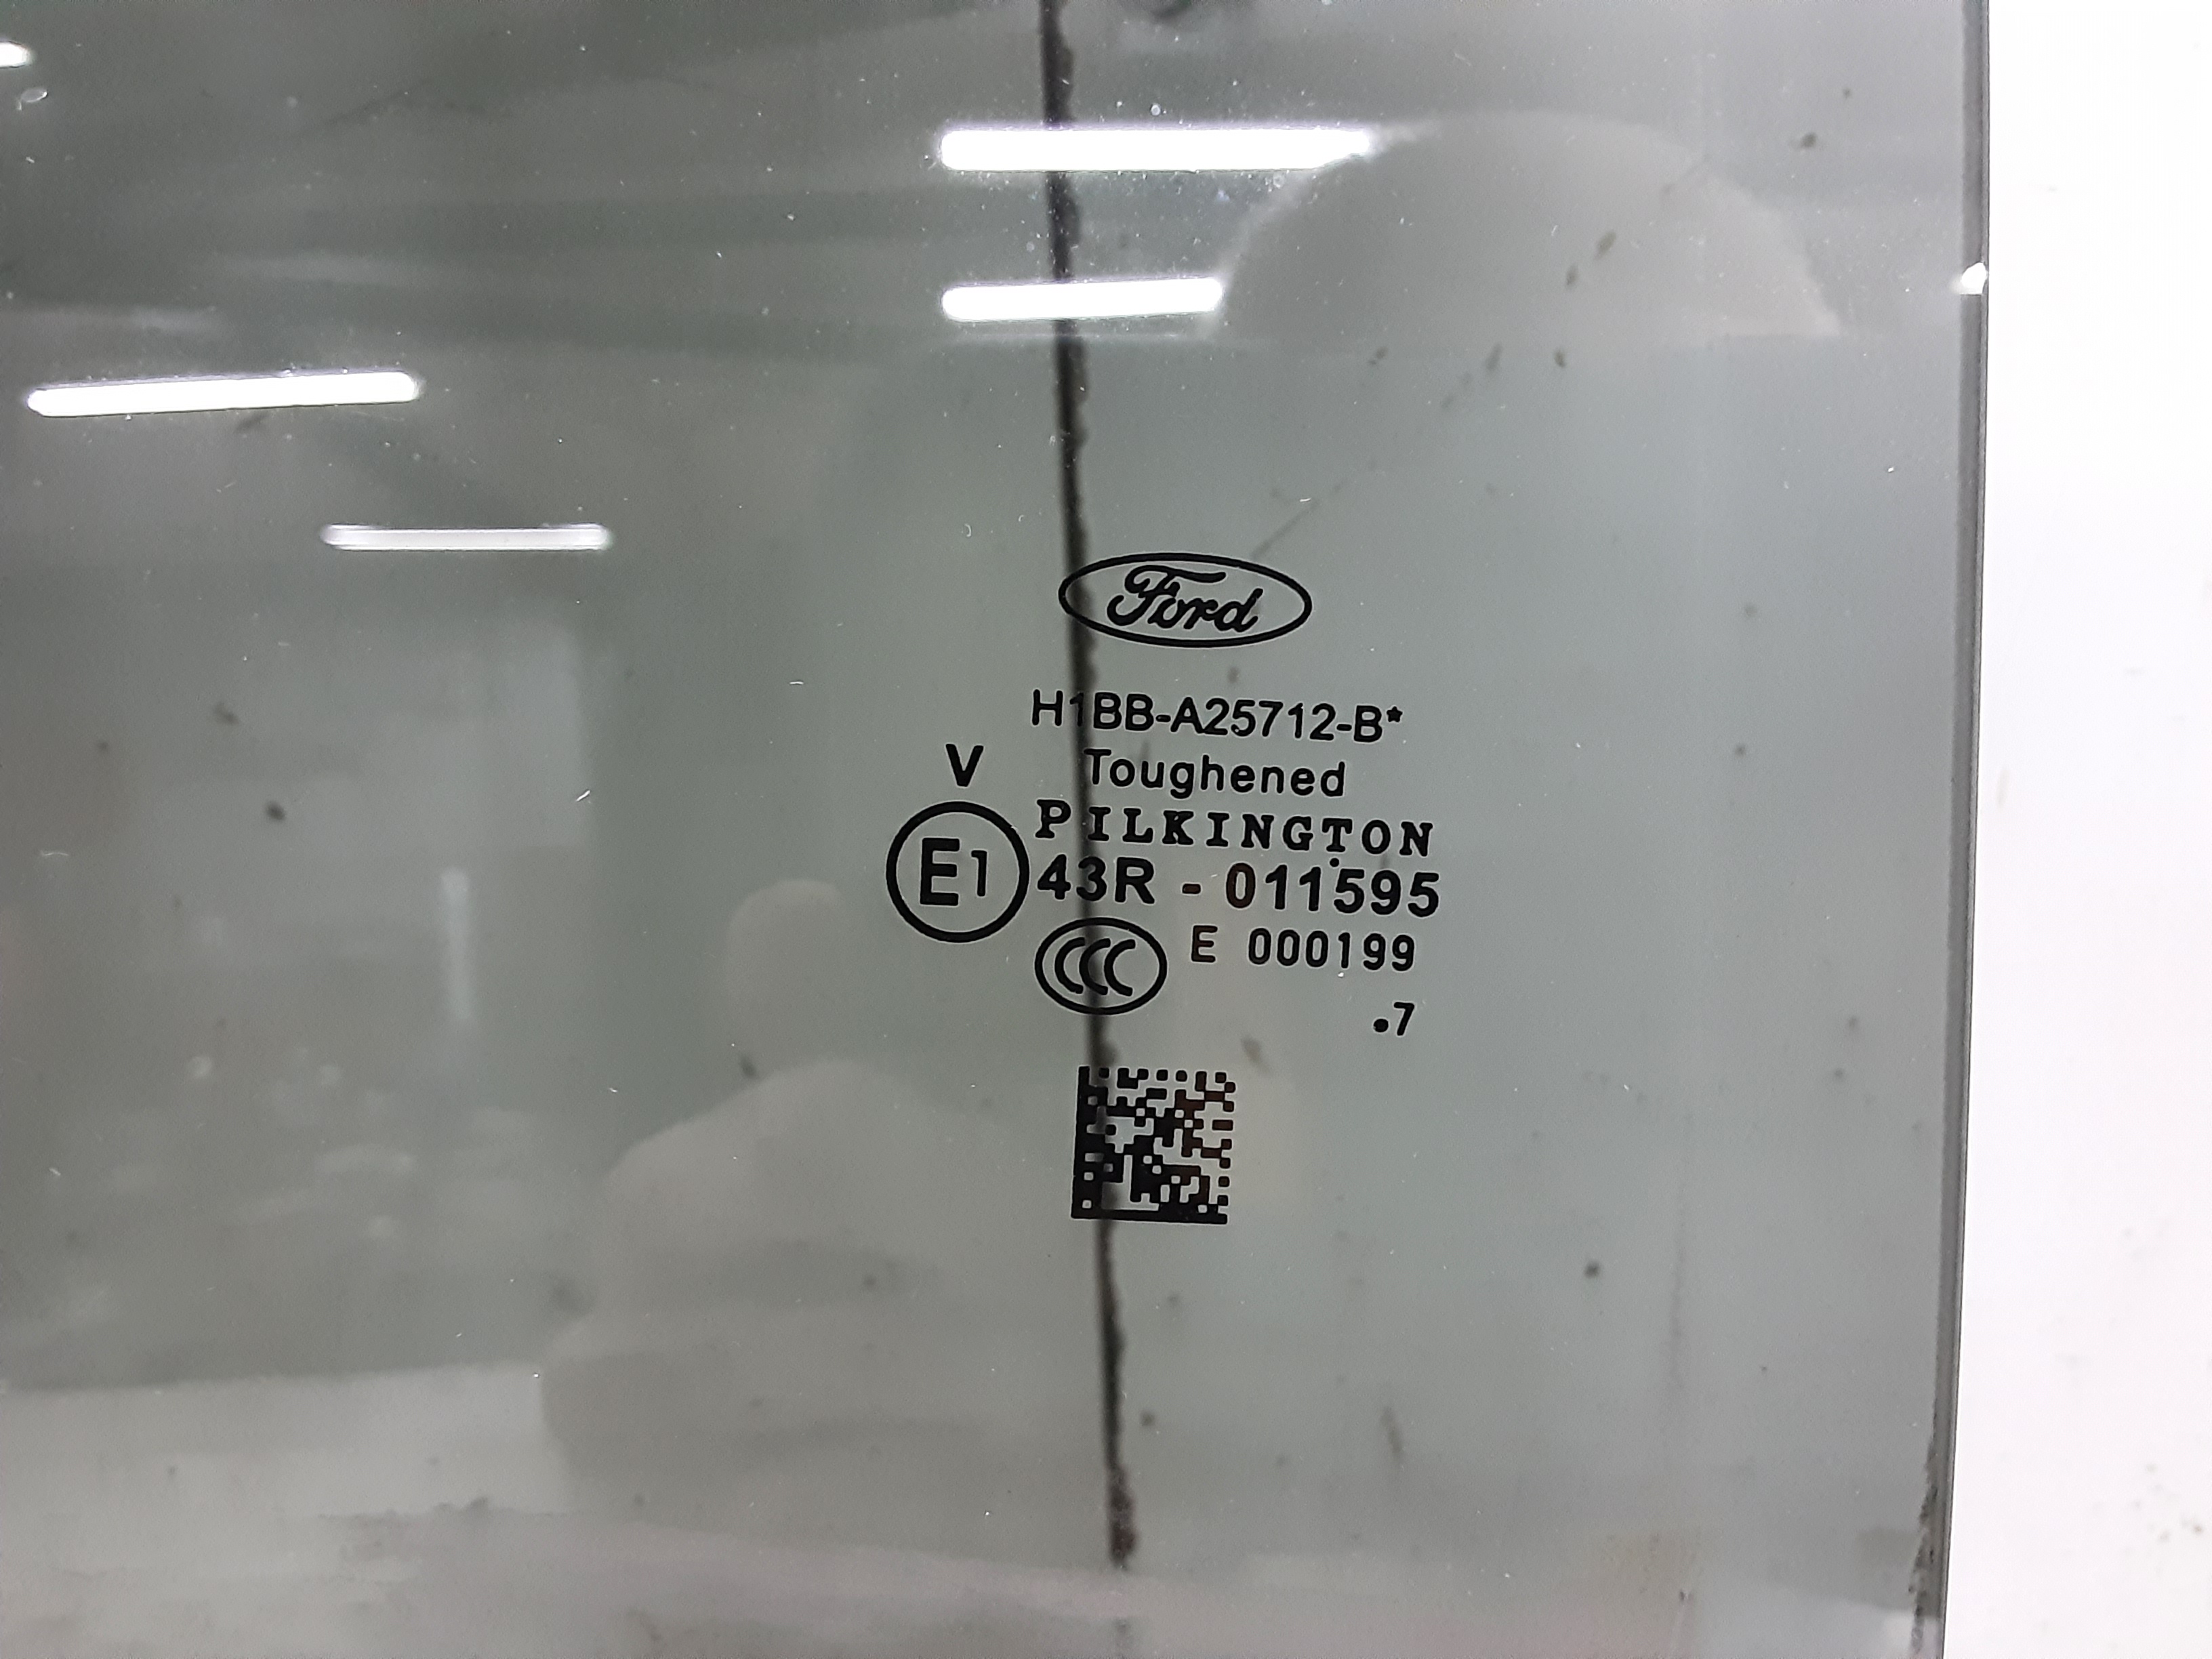 Ford
H1BB-A25712-B*
V Toughened
PILKINGTON
E1 43R - 011595
CCC E 000199
.7